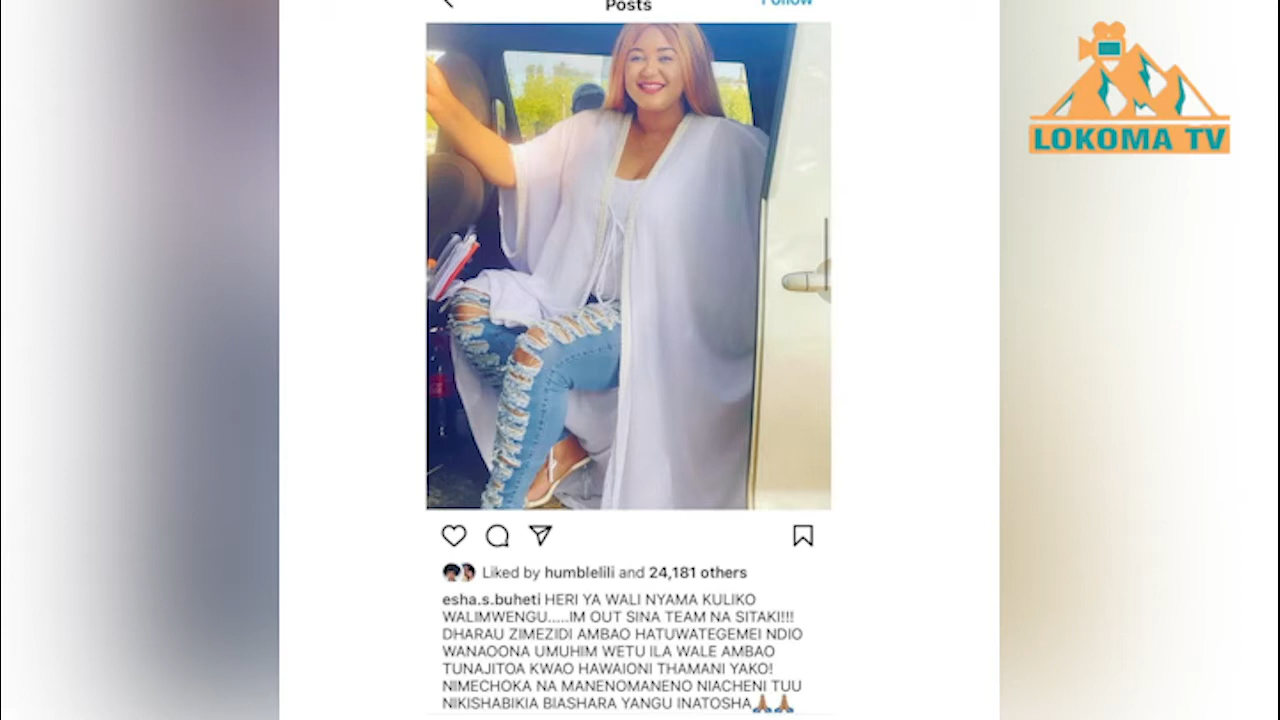 Posts
Follow
LOKOMA TV
Liked by humblelili and 24,181 others
esha.s.buheti HERI YA WALI NYAMA KULIKO
WALIMWENGU.....IM OUT SINA TEAM NA SITAKI!!!
DHARAU ZIMEZIDI AMBAO HATUWATEGEMEI NDIO
WANAOONA UMUHIM WETU ILA WALE AMBAO
TUNAJITOA KWAO HAWAIONI THAMANI YAKO!
NIMECHOKA NA MANENOMANENO NIACHENI TUU
NIKISHABIKIA BIASHARA YANGU INATOSHA🙏🏾🙏🏾